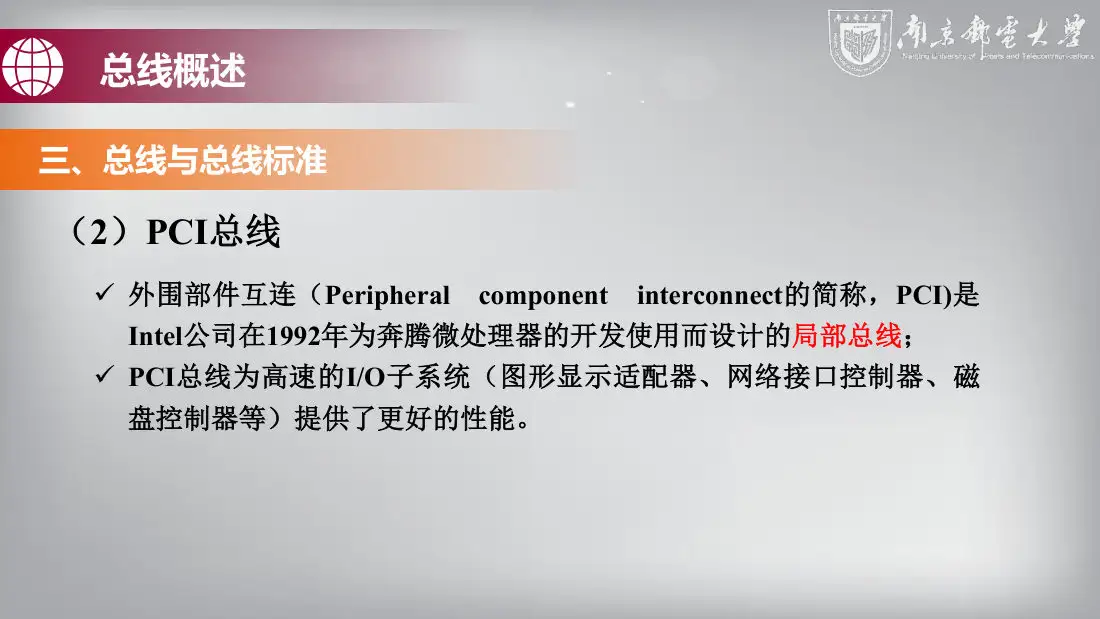 南京邮电大学
Nanjing University of Posts and Telecommunications
总线概述
三、总线与总线标准
（2）PCI总线
✓ 外围部件互连（Peripheral component interconnect的简称，PCI)是
Intel公司在1992年为奔腾微处理器的开发使用而设计的局部总线；
✓ PCI总线为高速的I/O子系统（图形显示适配器、网络接口控制器、磁
盘控制器等）提供了更好的性能。